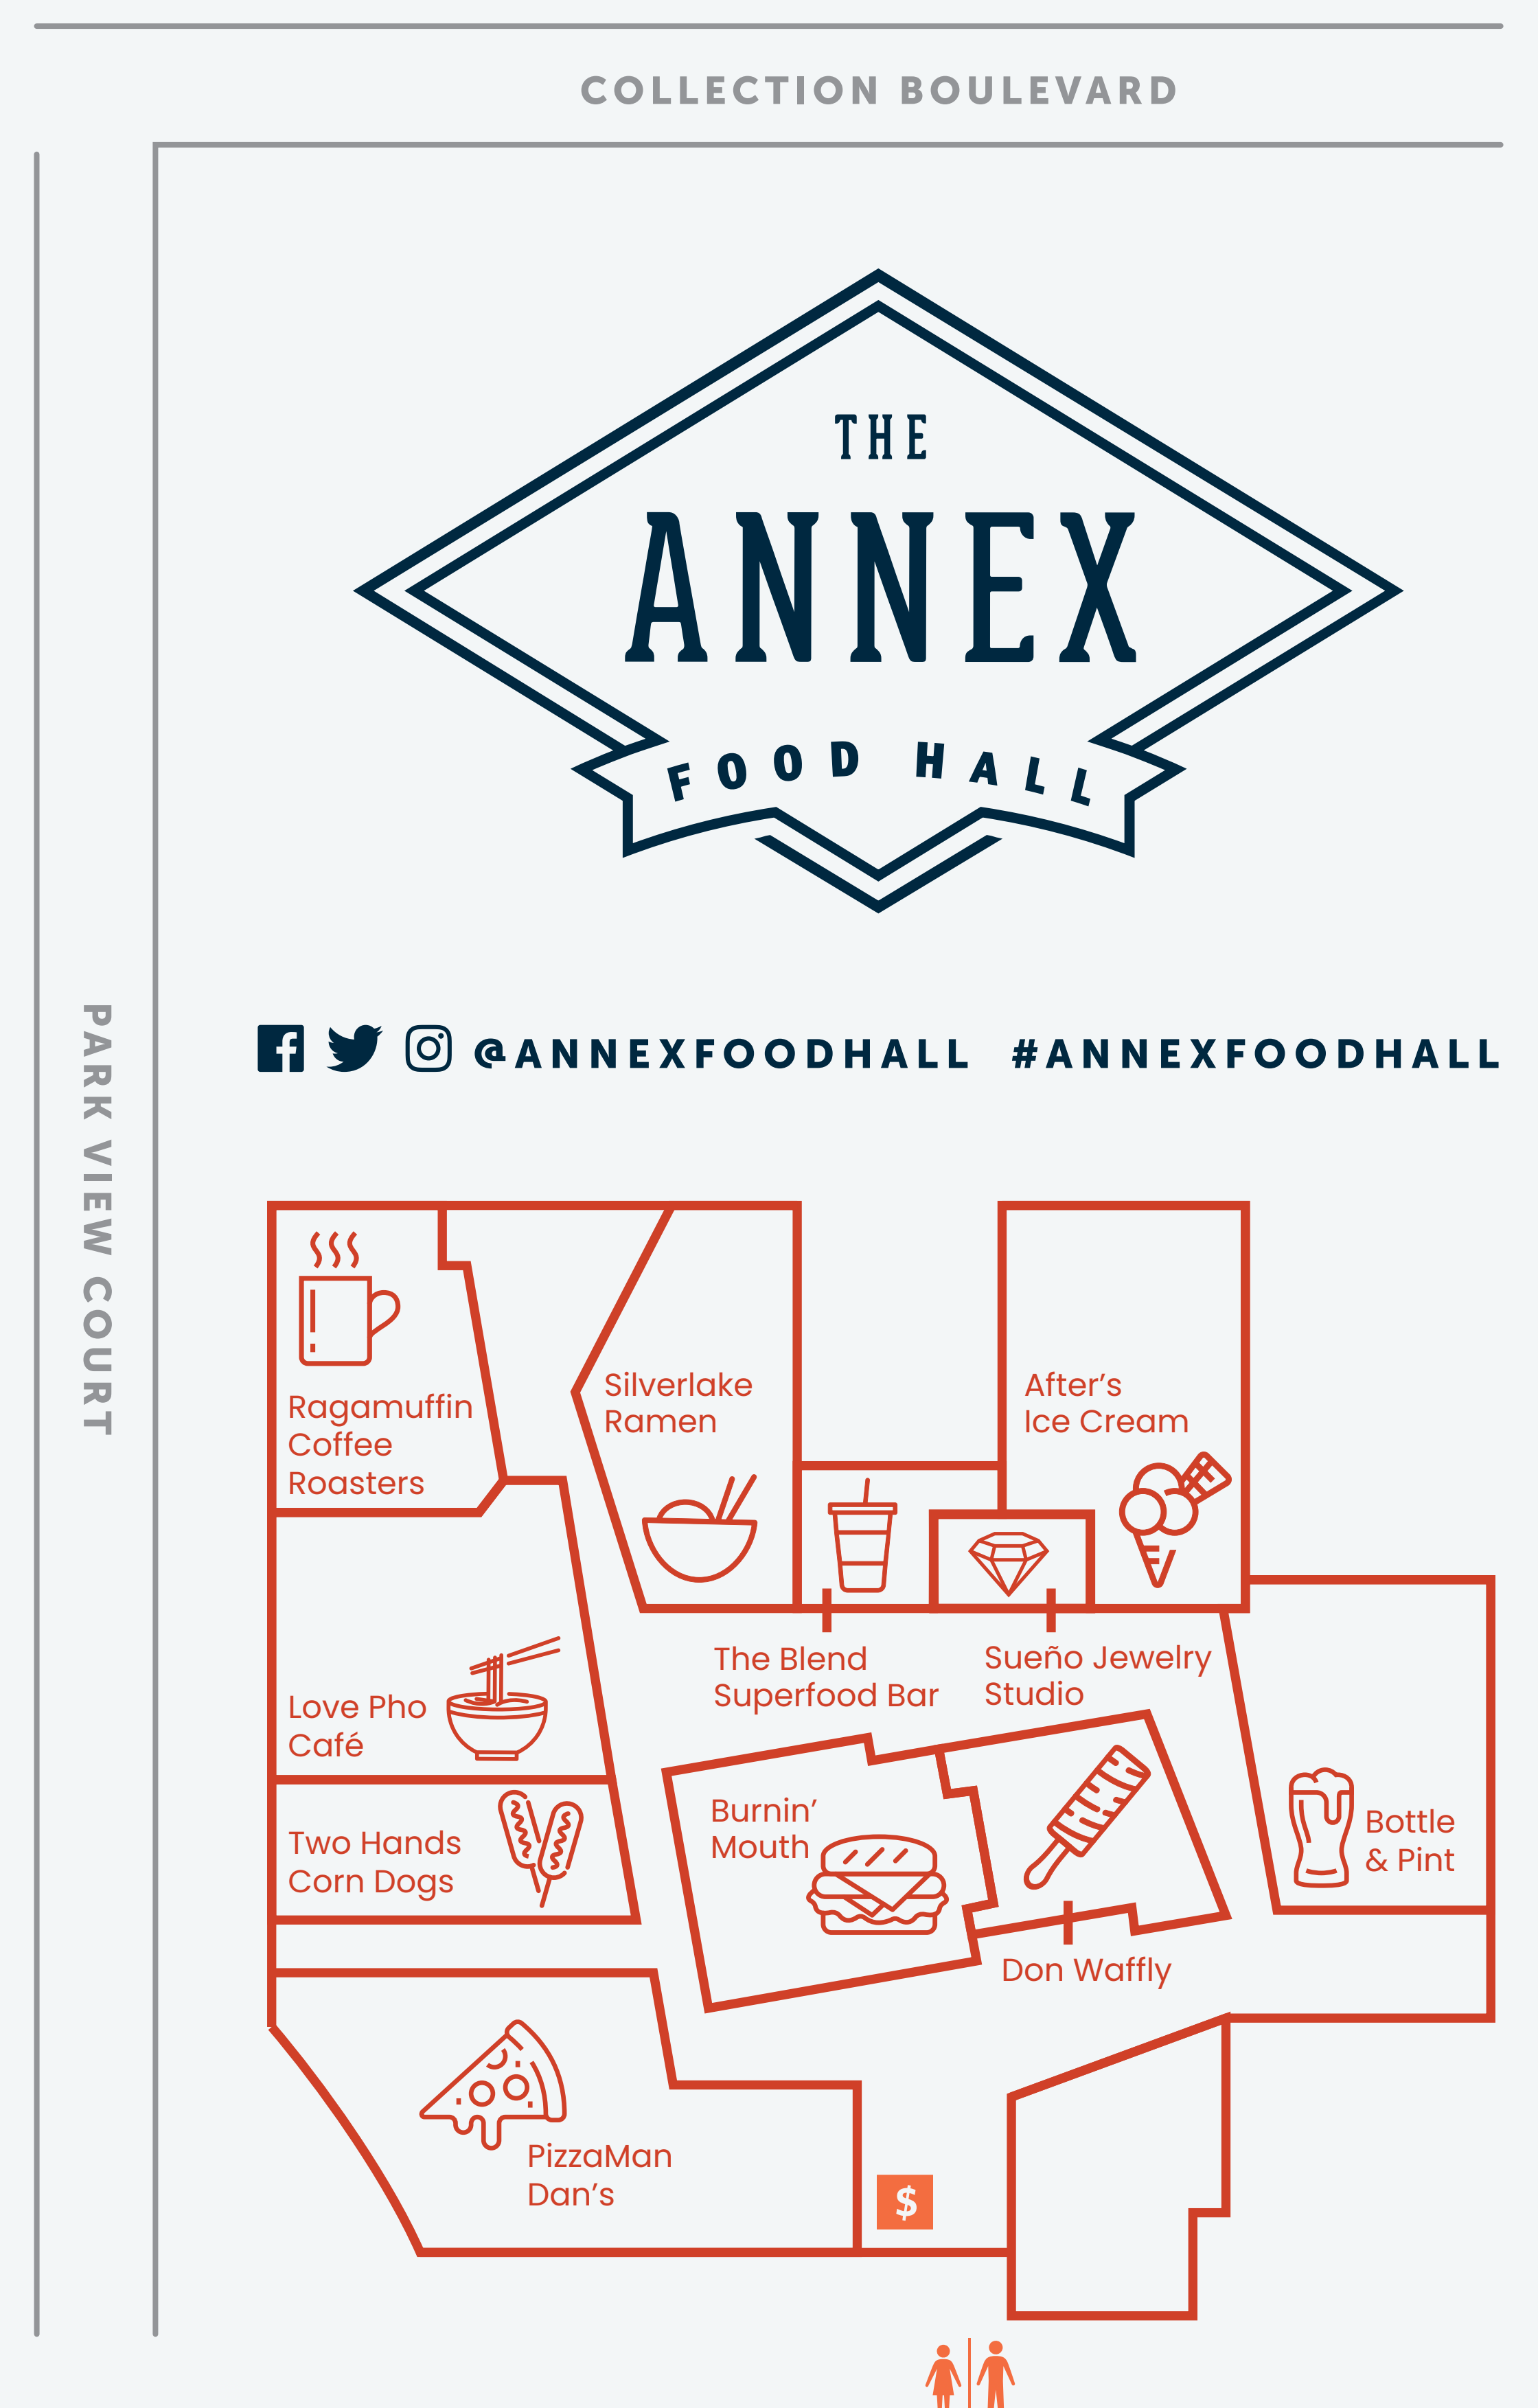 COLLECTION BOULEVARD
THE
ANNEX
FOOD HALL
PARK VIEW COURT
@ANNEXFOODHALL #ANNEXFOODHALL
Ragamuffin
Coffee
Roasters
Silverlake
Ramen
After’s
Ice Cream
The Blend
Superfood Bar
Sueño Jewelry
Studio
Love Pho
Café
Two Hands
Corn Dogs
Burnin’
Mouth
Bottle
& Pint
Don Waffly
PizzaMan
Dan’s
$